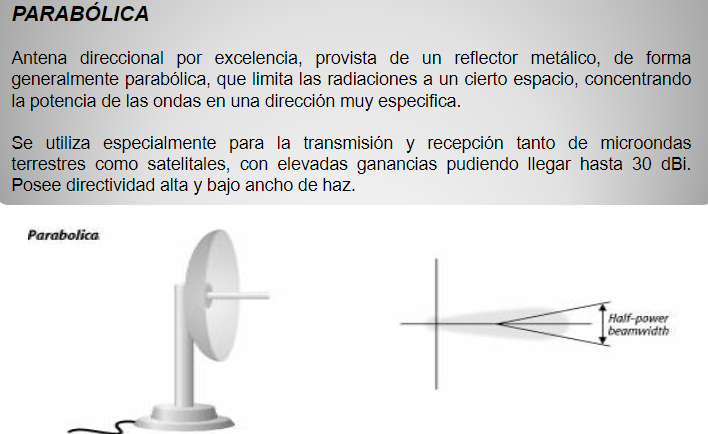 PARABÓLICA
Antena direccional por excelencia, provista de un reflector metálico, de forma
generalmente parabólica, que limita las radiaciones a un cierto espacio, concentrando
la potencia de las ondas en una dirección muy especifica.
Se utiliza especialmente para la transmisión y recepción tanto de microondas
terrestres como satelitales, con elevadas ganancias pudiendo llegar hasta 30 dBi.
Posee directividad alta y bajo ancho de haz.
Parabolica
Half-power
beamwidth